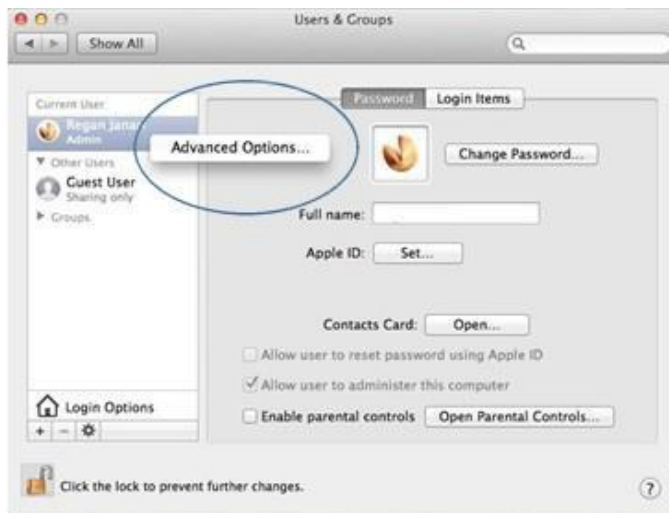 Users & Groups
Show All
Current User
Regan Janar
Admin
Other Users
Guest User
Sharing only
Groups
Login Options
Advanced Options...
Password Login Items
Change Password...
Full name:
Apple ID: Set...
Contacts Card: Open...
Allow user to reset password using Apple ID
Allow user to administer this computer
Enable parental controls Open Parental Controls...
Click the lock to prevent further changes.
?